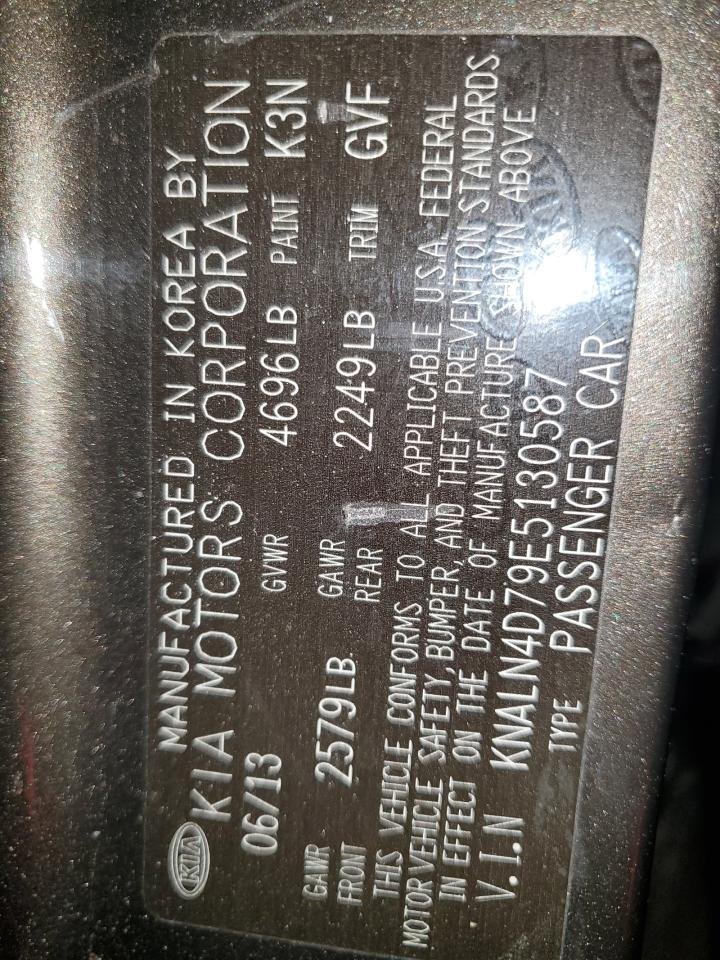 KIA
MANUFACTURED IN KOREA BY
KIA MOTORS CORPORATION
06/13 GVWR 4696LB PAINT K3N
GAWR FRONT 2579LB. GAWR REAR 2249LB TRIM GVF
THIS VEHICLE CONFORMS TO ALL APPLICABLE U.S.A. FEDERAL
MOTOR VEHICLE SAFETY, BUMPER, AND THEFT PREVENTION STANDARDS
IN EFFECT ON THE DATE OF MANUFACTURE SHOWN ABOVE
V.I.N KNALN4D79E5130587
TYPE PASSENGER CAR